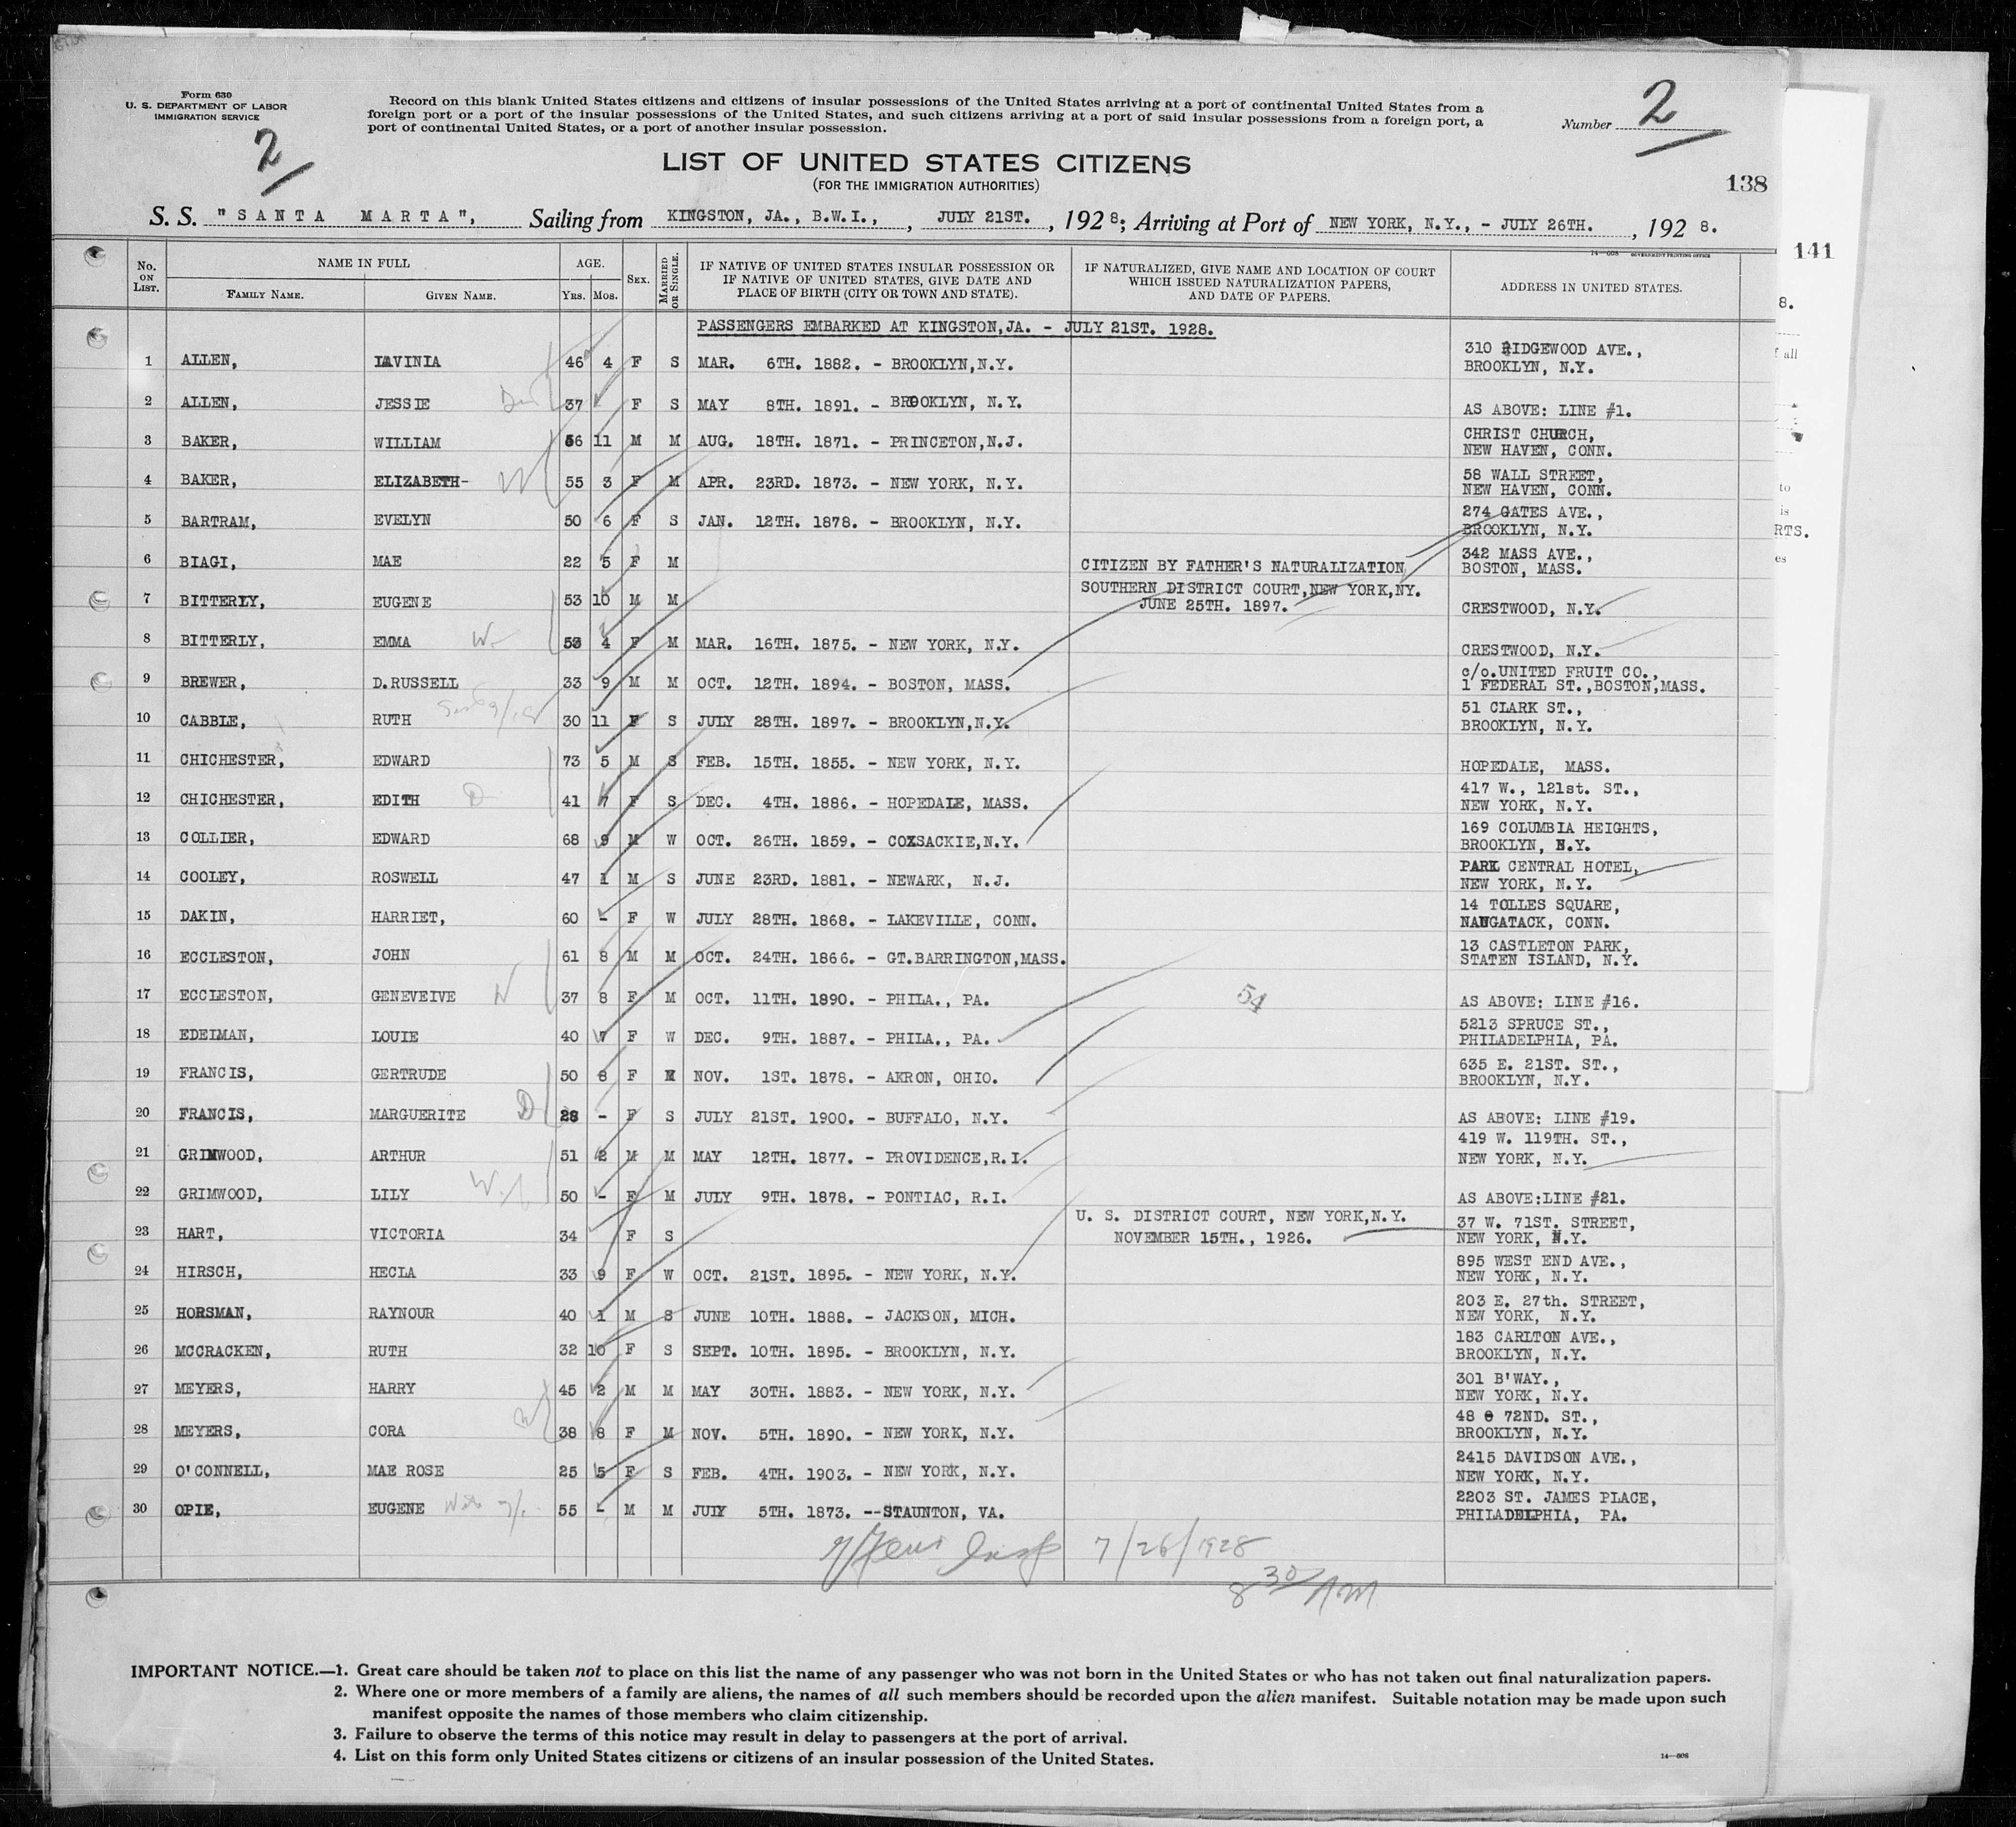 Form 630
U. S. DEPARTMENT OF LABOR
IMMIGRATION SERVICE
2
Record on this blank United States citizens and citizens of insular possessions of the United States arriving at a port of continental United States from a
foreign port or a port of the insular possessions of the United States, and such citizens arriving at a port of said insular possessions from a foreign port, a
port of continental United States, or a port of another insular possession.
Number 2
LIST OF UNITED STATES CITIZENS
(FOR THE IMMIGRATION AUTHORITIES)
138
S. S. "SANTA MARTA", Sailing from KINGSTON, JA., B.W.I., , JULY 21ST. , 1928; Arriving at Port of NEW YORK, N.Y., - JULY 26TH. , 192 8.
141
14—608 GOVERNMENT PRINTING OFFICE
No. ON LIST. NAME IN FULL FAMILY NAME. GIVEN NAME. AGE. YRS. MOS. SEX. MARRIED OR SINGLE. IF NATIVE OF UNITED STATES INSULAR POSSESSION OR IF NATIVE OF UNITED STATES, GIVE DATE AND PLACE OF BIRTH (CITY OR TOWN AND STATE). IF NATURALIZED, GIVE NAME AND LOCATION OF COURT WHICH ISSUED NATURALIZATION PAPERS, AND DATE OF PAPERS. ADDRESS IN UNITED STATES.
8.
PASSENGERS EMBARKED AT KINGSTON,JA. - JULY 21ST. 1928.
1 ALLEN, LAVINIA 46 4 F S MAR. 6TH. 1882. - BROOKLYN,N.Y. 310 RIDGEWOOD AVE., BROOKLYN, N.Y.
2 ALLEN, JESSIE 37 F S MAY 8TH. 1891. - BROOKLYN, N.Y. AS ABOVE: LINE #1.
3 BAKER, WILLIAM 56 11 M M AUG. 18TH. 1871. - PRINCETON,N.J. CHRIST CHURCH, NEW HAVEN, CONN.
4 BAKER, ELIZABETH- W 55 3 F M APR. 23RD. 1873. - NEW YORK, N.Y. 58 WALL STREET, NEW HAVEN, CONN.
5 BARTRAM, EVELYN 50 6 F S JAN. 12TH. 1878. - BROOKLYN, N.Y. 274 GATES AVE., BROOKLYN, N.Y.
6 BIAGI, MAE 22 5 F M CITIZEN BY FATHER'S NATURALIZATION 342 MASS AVE., BOSTON, MASS.
7 BITTERLY, EUGENE 53 10 M M SOUTHERN DISTRICT COURT,NEW YORK,NY. JUNE 25TH. 1897. CRESTWOOD, N.Y.
8 BITTERLY, EMMA W 53 4 F M MAR. 16TH. 1875. - NEW YORK, N.Y. CRESTWOOD, N.Y.
9 BREWER, D.RUSSELL 33 9 M M OCT. 12TH. 1894. - BOSTON, MASS. c/o.UNITED FRUIT CO., 1 FEDERAL ST.,BOSTON,MASS.
10 CABBLE, RUTH 30 11 F S JULY 28TH. 1897. - BROOKLYN,N.Y. 51 CLARK ST., BROOKLYN, N.Y.
11 CHICHESTER, EDWARD 73 5 M S FEB. 15TH. 1855. - NEW YORK, N.Y. HOPEDALE, MASS.
12 CHICHESTER, EDITH D 41 7 F S DEC. 4TH. 1886. - HOPEDALE, MASS. 417 W., 121st. ST., NEW YORK, N.Y.
13 COLLIER, EDWARD 68 9 M W OCT. 26TH. 1859. - COXSACKIE,N.Y. 169 COLUMBIA HEIGHTS, BROOKLYN, N.Y.
14 COOLEY, ROSWELL 47 1 M S JUNE 23RD. 1881. - NEWARK, N.J. PARK CENTRAL HOTEL, NEW YORK, N.Y.
15 DAKIN, HARRIET, 60 - F W JULY 28TH. 1868. - LAKEVILLE, CONN. 14 TOLLES SQUARE, NAUGATACK, CONN.
16 ECCLESTON, JOHN 61 8 M M OCT. 24TH. 1866. - GT.BARRINGTON,MASS. 13 CASTLETON PARK, STATEN ISLAND, N.Y.
17 ECCLESTON, GENEVEIVE W 37 8 F M OCT. 11TH. 1890. - PHILA., PA. 54 AS ABOVE: LINE #16.
18 EDELMAN, LOUIE 40 7 F W DEC. 9TH. 1887. - PHILA., PA. 5213 SPRUCE ST., PHILADELPHIA, PA.
19 FRANCIS, GERTRUDE 50 8 F M NOV. 1ST. 1878. - AKRON, OHIO. 635 E. 21ST. ST., BROOKLYN, N.Y.
20 FRANCIS, MARGUERITE D 28 - F S JULY 21ST. 1900. - BUFFALO, N.Y. AS ABOVE: LINE #19.
21 GRIMWOOD, ARTHUR 51 2 M M MAY 12TH. 1877. - PROVIDENCE,R.I. 419 W. 119TH. ST., NEW YORK, N.Y.
22 GRIMWOOD, LILY 50 - F M JULY 9TH. 1878. - PONTIAC, R.I. AS ABOVE:LINE #21.
23 HART, VICTORIA 34 F S U. S. DISTRICT COURT, NEW YORK,N.Y. NOVEMBER 15TH., 1926. 37 W. 71ST. STREET, NEW YORK, N.Y.
24 HIRSCH, HECLA 33 9 F W OCT. 21ST. 1895. - NEW YORK, N.Y. 895 WEST END AVE., NEW YORK, N.Y.
25 HORSMAN, RAYNOUR 40 1 M S JUNE 10TH. 1888. - JACKSON, MICH. 203 E. 27th. STREET, NEW YORK, N.Y.
26 MCCRACKEN, RUTH 32 10 F S SEPT. 10TH. 1895. - BROOKLYN, N.Y. 183 CARLTON AVE., BROOKLYN, N.Y.
27 MEYERS, HARRY 45 2 M M MAY 30TH. 1883. - NEW YORK, N.Y. 301 B'WAY., NEW YORK, N.Y.
28 MEYERS, CORA W 38 8 F M NOV. 5TH. 1890. - NEW YORK, N.Y. 48 72ND. ST., BROOKLYN, N.Y.
29 O'CONNELL, MAE ROSE 25 5 F S FEB. 4TH. 1903. - NEW YORK, N.Y. 2415 DAVIDSON AVE., NEW YORK, N.Y.
30 OPIE, EUGENE 55 - M M JULY 5TH. 1873. --STAUNTON, VA. 2203 ST. JAMES PLACE, PHILADELPHIA, PA.
Insp 7/26/1928
8 30/AM
IMPORTANT NOTICE.—1. Great care should be taken not to place on this list the name of any passenger who was not born in the United States or who has not taken out final naturalization papers.
2. Where one or more members of a family are aliens, the names of all such members should be recorded upon the alien manifest. Suitable notation may be made upon such
manifest opposite the names of those members who claim citizenship.
3. Failure to observe the terms of this notice may result in delay to passengers at the port of arrival.
4. List on this form only United States citizens or citizens of an insular possession of the United States.
14—606